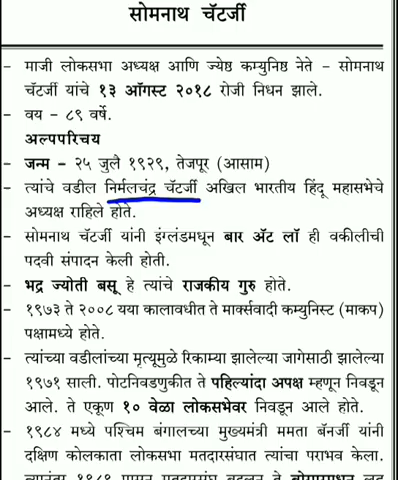 सोमनाथ चॅटर्जी
– माजी लोकसभा अध्यक्ष आणि ज्येष्ठ कम्युनिष्ठ नेते – सोमनाथ
चॅटर्जी यांचे १३ ऑगस्ट २०१८ रोजी निधन झाले.
– वय – ८९ वर्षे.
अल्पपरिचय
– जन्म – २५ जुलै १९२९, तेजपूर (आसाम)
– त्यांचे वडील निर्मलचंद्र चॅटर्जी अखिल भारतीय हिंदू महासभेचे
अध्यक्ष राहिले होते.
– सोमनाथ चॅटर्जी यांनी इंग्लंडमधून बार ॲट लॉ ही वकीलीची
पदवी संपादन केली होती.
– भद्र ज्योती बसू हे त्यांचे राजकीय गुरु होते.
– १९७३ ते २००८ यया कालावधीत ते मार्क्सवादी कम्युनिस्ट (माकप)
पक्षामध्ये होते.
– त्यांच्या वडीलांच्या मृत्यूमुळे रिकाम्या झालेल्या जागेसाठी झालेल्या
१९७१ साली. पोटनिवडणुकीत ते पहिल्यांदा अपक्ष म्हणून निवडून
आले. ते एकूण १० वेळा लोकसभेवर निवडून आले होते.
– १९८४ मध्ये पश्चिम बंगालच्या मुख्यमंत्री ममता बॅनर्जी यांनी
दक्षिण कोलकाता लोकसभा मतदारसंघात त्यांचा पराभव केला.